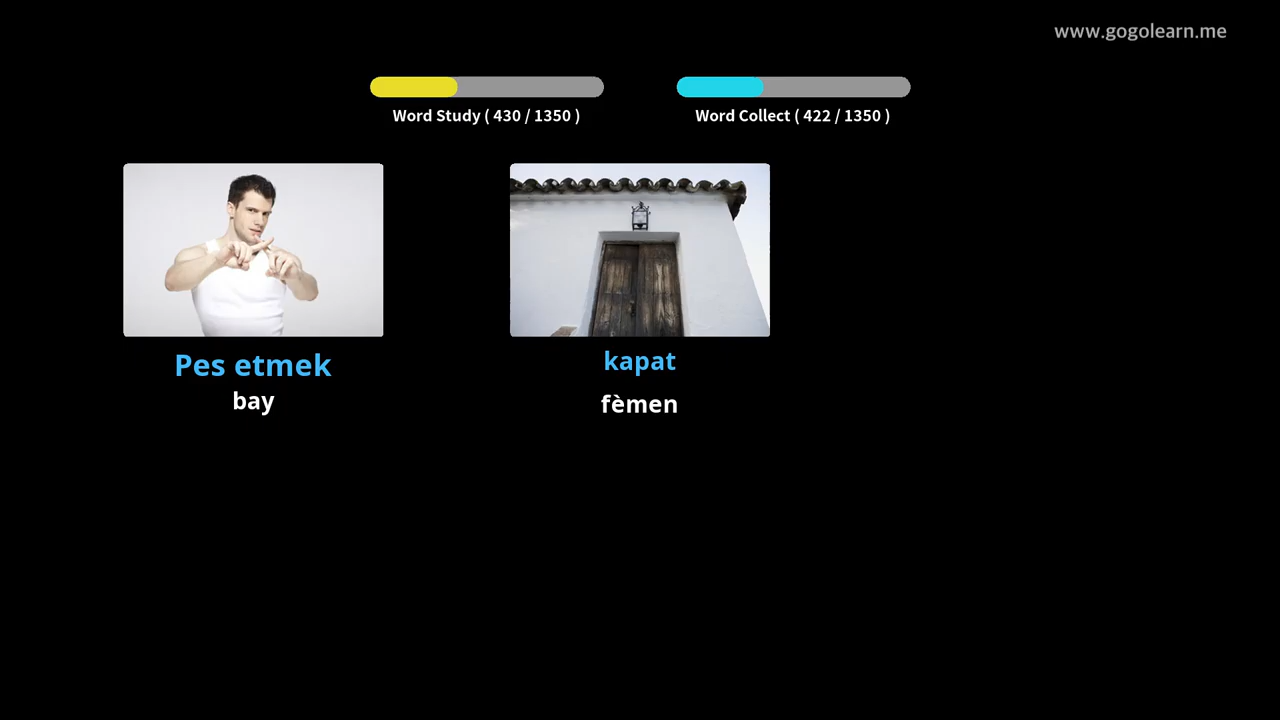 www.gogolearn.me
Word Study ( 430 / 1350 )
Word Collect ( 422 / 1350 )
Pes etmek
bay
kapat
fèmen